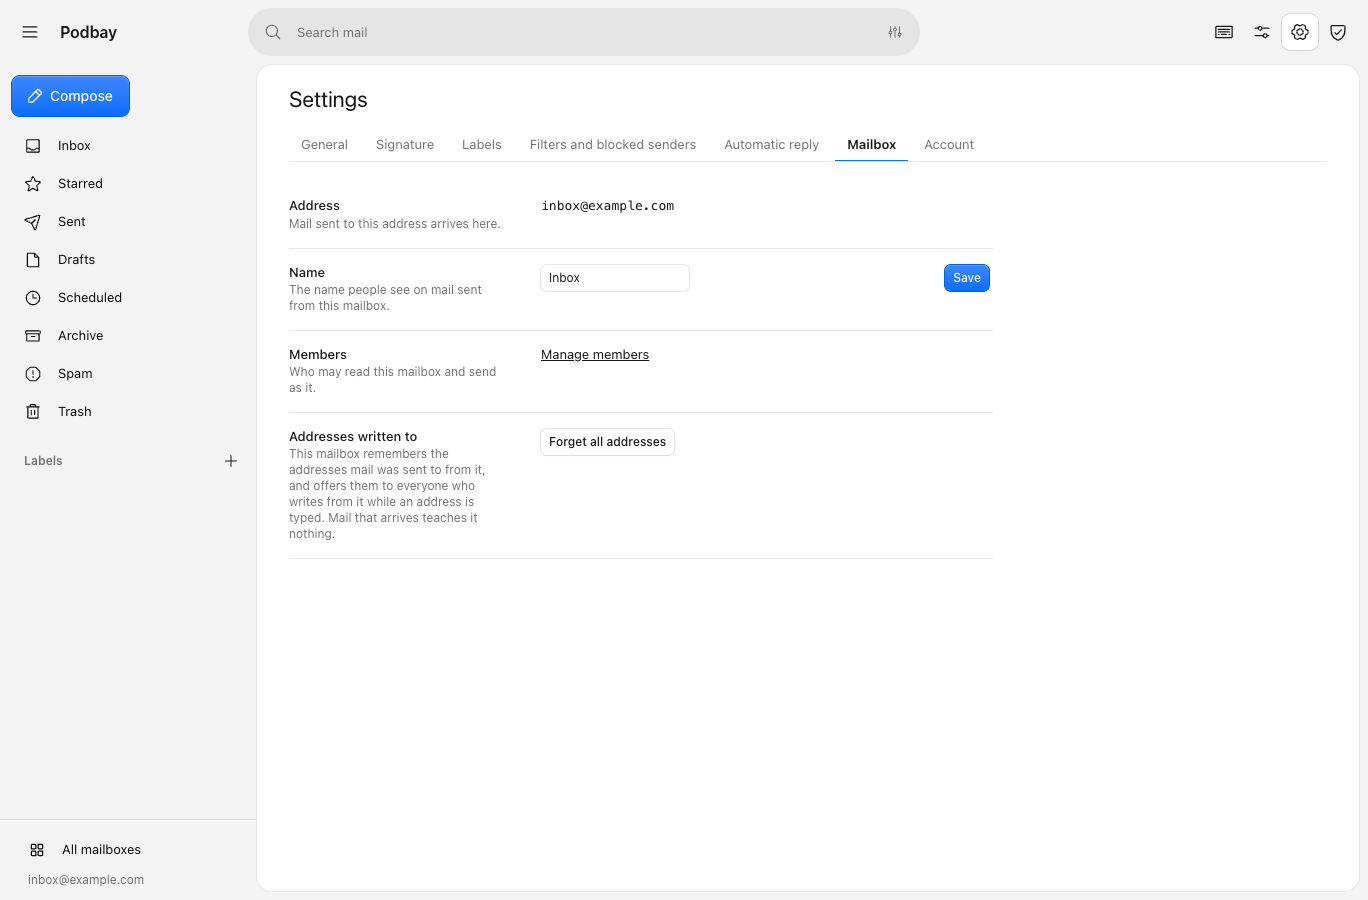 Podbay
Search mail
Compose
Inbox
Starred
Sent
Drafts
Scheduled
Archive
Spam
Trash
Labels
All mailboxes
inbox@example.com
Settings
General Signature Labels Filters and blocked senders Automatic reply Mailbox Account
Address
Mail sent to this address arrives here.
inbox@example.com
Name
The name people see on mail sent
from this mailbox.
Inbox
Save
Members
Who may read this mailbox and send
as it.
Manage members
Addresses written to
This mailbox remembers the
addresses mail was sent to from it,
and offers them to everyone who
writes from it while an address is
typed. Mail that arrives teaches it
nothing.
Forget all addresses